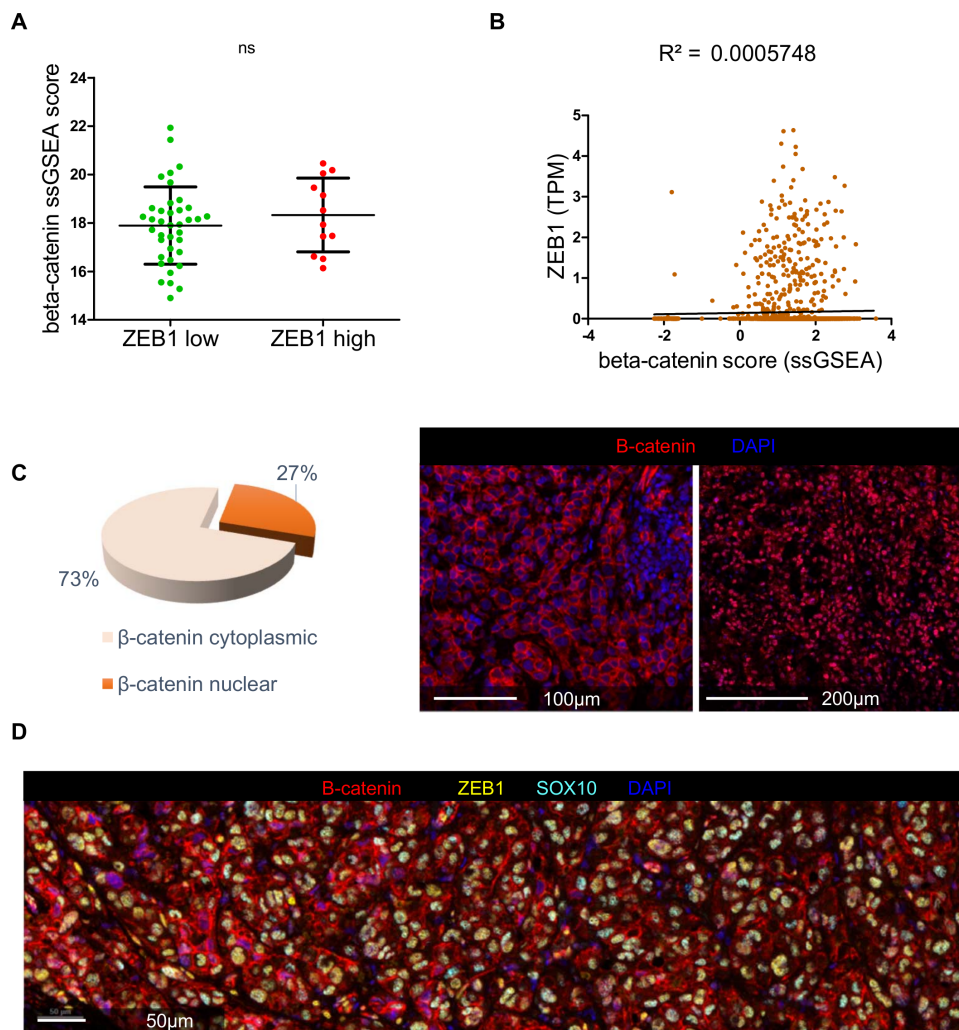 A
ns
beta-catenin ssGSEA score
24
22
20
18
16
14
ZEB1 low
ZEB1 high
B
R² = 0.0005748
ZEB1 (TPM)
5
4
3
2
1
0
-4
-2
0
2
4
beta-catenin score (ssGSEA)
C
27%
73%
β-catenin cytoplasmic
β-catenin nuclear
B-catenin DAPI
100µm
200µm
D
B-catenin ZEB1 SOX10 DAPI
50 µm
50µm